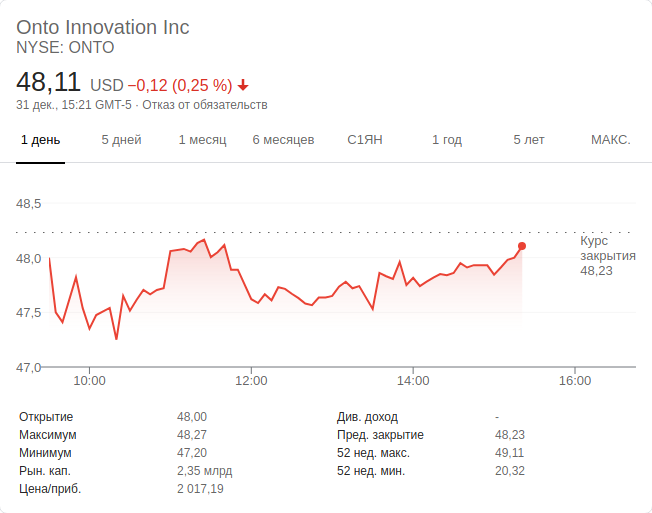 Onto Innovation Inc
NYSE: ONTO
48,11 USD −0,12 (0,25 %)
31 дек., 15:21 GMT-5 · Отказ от обязательств
1 день 5 дней 1 месяц 6 месяцев С1ЯН 1 год 5 лет МАКС.
48,5
48,0
47,5
47,0
Курс
закрытия
48,23
10:00 12:00 14:00 16:00
Открытие 48,00 Див. доход -
Максимум 48,27 Пред. закрытие 48,23
Минимум 47,20 52 нед. макс. 49,11
Рын. кап. 2,35 млрд 52 нед. мин. 20,32
Цена/приб. 2 017,19